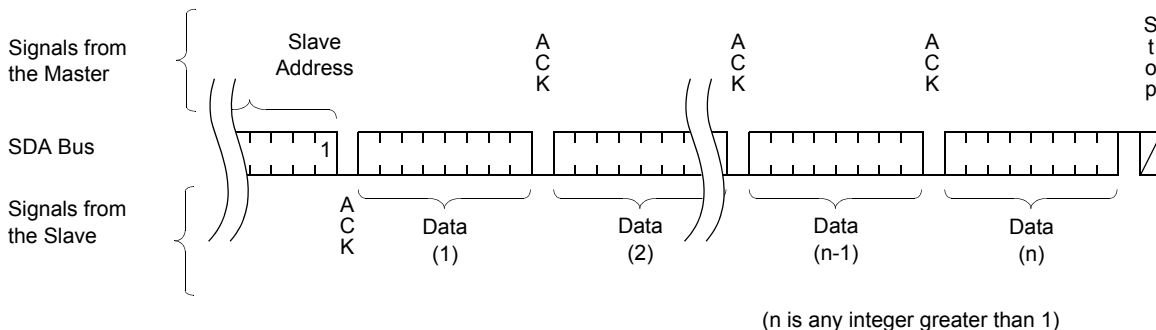 Signals from
the Master
Slave
Address
A
C
K
A
C
K
A
C
K
S
t
o
p
SDA Bus
1
Signals from
the Slave
A
C
K
Data
(1)
Data
(2)
Data
(n-1)
Data
(n)
(n is any integer greater than 1)